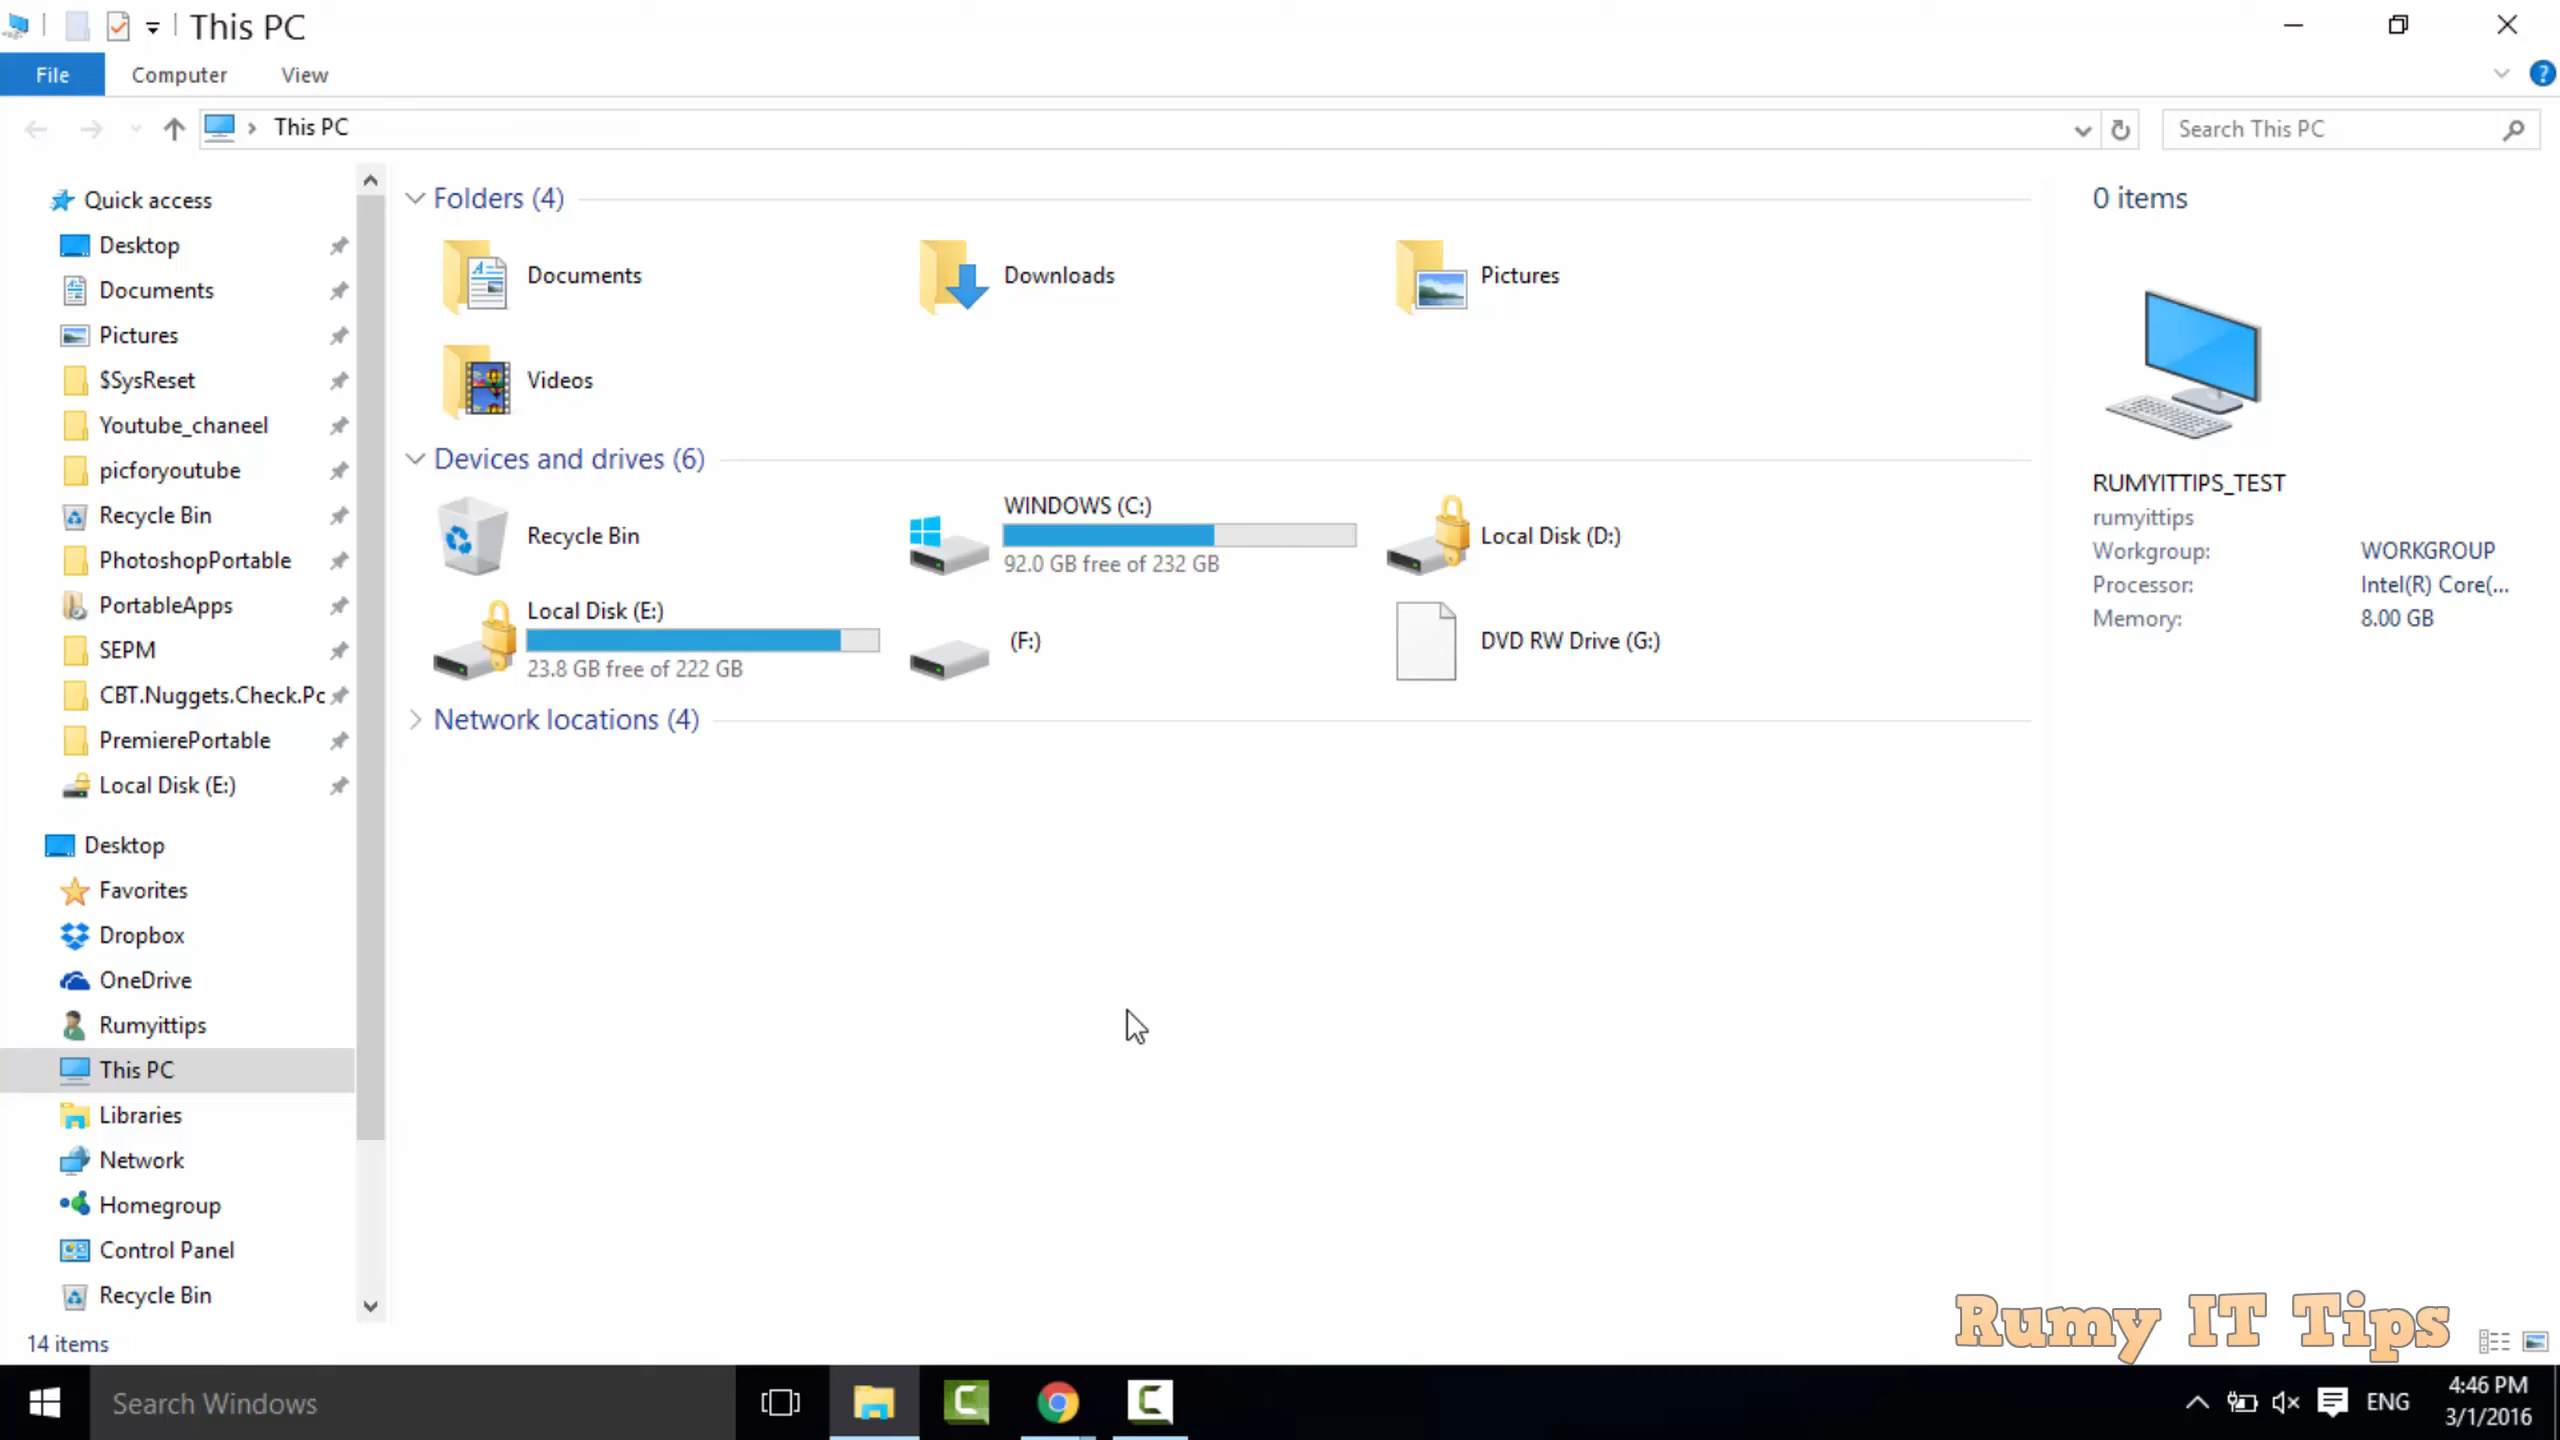 This PC
File
Computer
View
This PC
Search This PC
Quick access
Desktop
Documents
Pictures
$SysReset
Youtube_chaneel
picforyoutube
Recycle Bin
PhotoshopPortable
PortableApps
SEPM
CBT.Nuggets.Check.Pc
PremierePortable
Local Disk (E:)
Desktop
Favorites
Dropbox
OneDrive
Rumyittips
This PC
Libraries
Network
Homegroup
Control Panel
Recycle Bin
Folders (4)
Documents
Downloads
Pictures
Videos
Devices and drives (6)
Recycle Bin
WINDOWS (C:)
92.0 GB free of 232 GB
Local Disk (D:)
Local Disk (E:)
23.8 GB free of 222 GB
(F:)
DVD RW Drive (G:)
Network locations (4)
0 items
RUMYITTIPS_TEST
rumyittips
Workgroup: WORKGROUP
Processor: Intel(R) Core(...
Memory: 8.00 GB
Rumy IT Tips
14 items
Search Windows
ENG
4:46 PM
3/1/2016